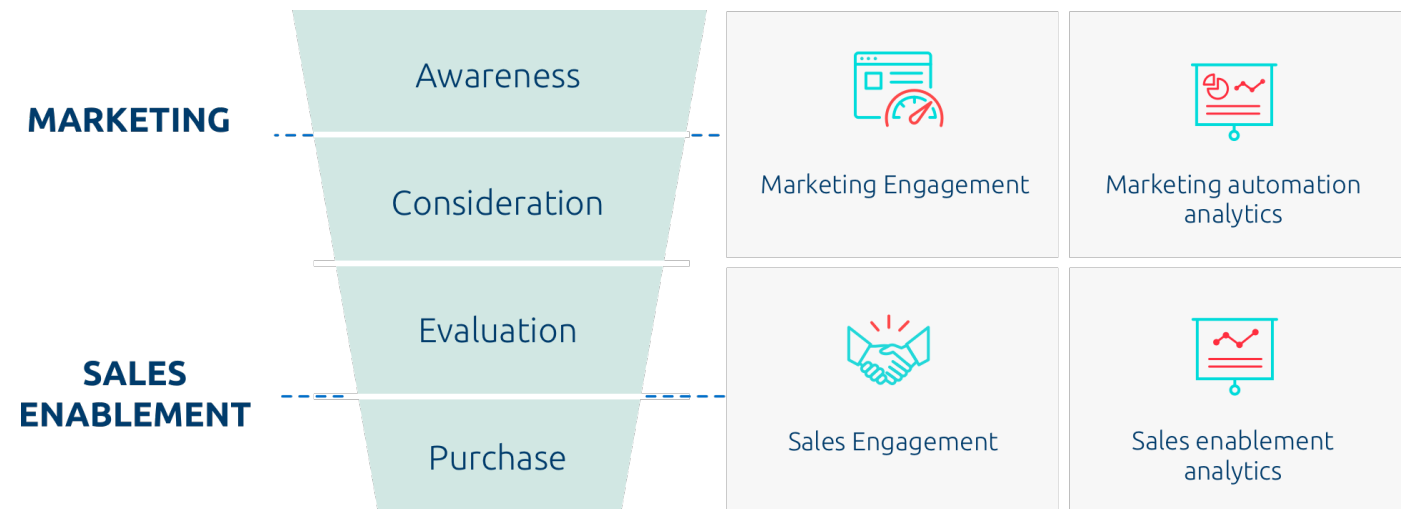 MARKETING
SALES
ENABLEMENT
Awareness
Consideration
Evaluation
Purchase
Marketing Engagement
Marketing automation
analytics
Sales Engagement
Sales enablement
analytics